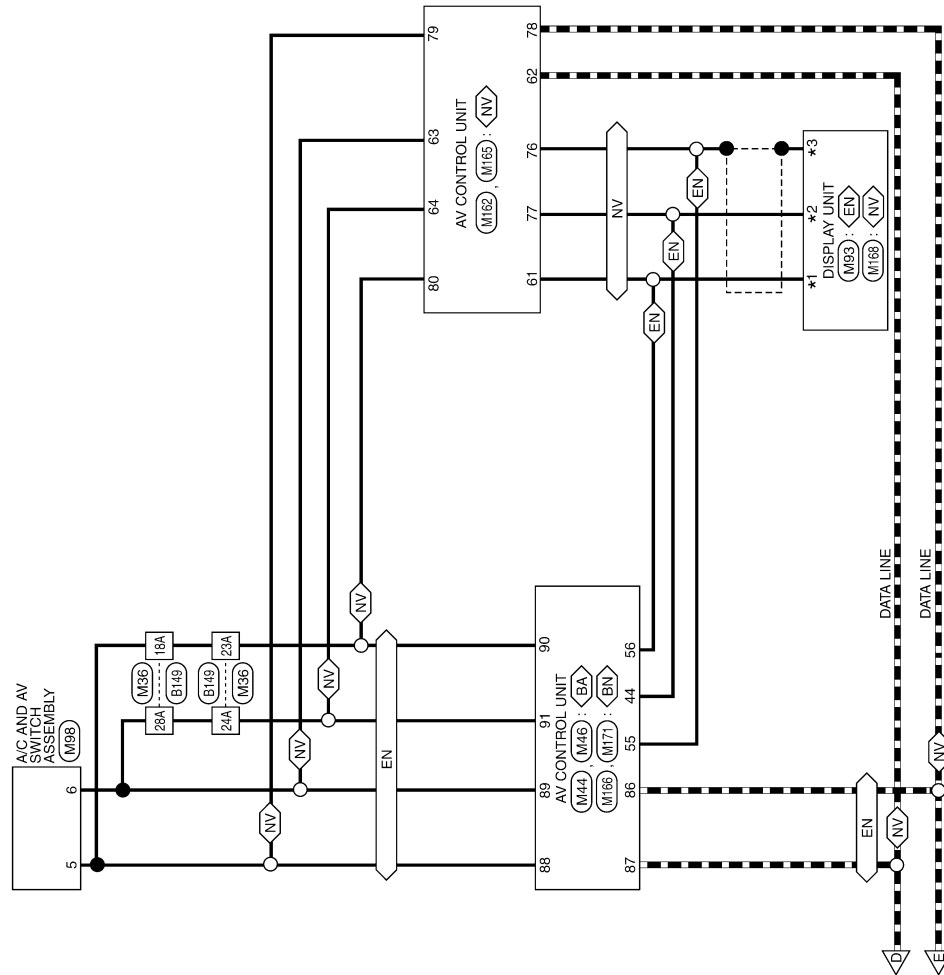 A/C AND AV
SWITCH
ASSEMBLY
M98
5
6
28A
M36
18A
B149
24A
B149
23A
M36
NV
NV
NV
NV
EN
88
89
91
90
AV CONTROL UNIT
M44 , M46 : BA
M166 , M171 : BN
87
86
55
44
56
EN
79
63
64
80
AV CONTROL UNIT
M162 , M165 : NV
61
77
76
62
78
NV
EN
EN
EN
*1
*2
*3
DISPLAY UNIT
M93 : EN
M168 : NV
DATA LINE
DATA LINE
NV
NV
D
E